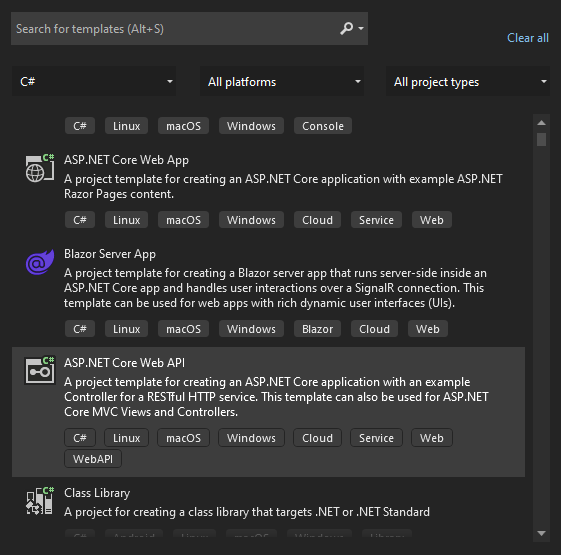 Search for templates (Alt+S)
Clear all
C# All platforms All project types
C# Linux macOS Windows Console
C# ASP.NET Core Web App
A project template for creating an ASP.NET Core application with example ASP.NET
Razor Pages content.
C# Linux macOS Windows Cloud Service Web
Blazor Server App
A project template for creating a Blazor server app that runs server-side inside an
ASP.NET Core app and handles user interactions over a SignalR connection. This
template can be used for web apps with rich dynamic user interfaces (UIs).
C# Linux macOS Windows Blazor Cloud Web
C# ASP.NET Core Web API
A project template for creating an ASP.NET Core application with an example
Controller for a RESTful HTTP service. This template can also be used for ASP.NET
Core MVC Views and Controllers.
C# Linux macOS Windows Cloud Service Web
WebAPI
C# Class Library
A project for creating a class library that targets .NET or .NET Standard
C# Android Linux macOS Windows Library